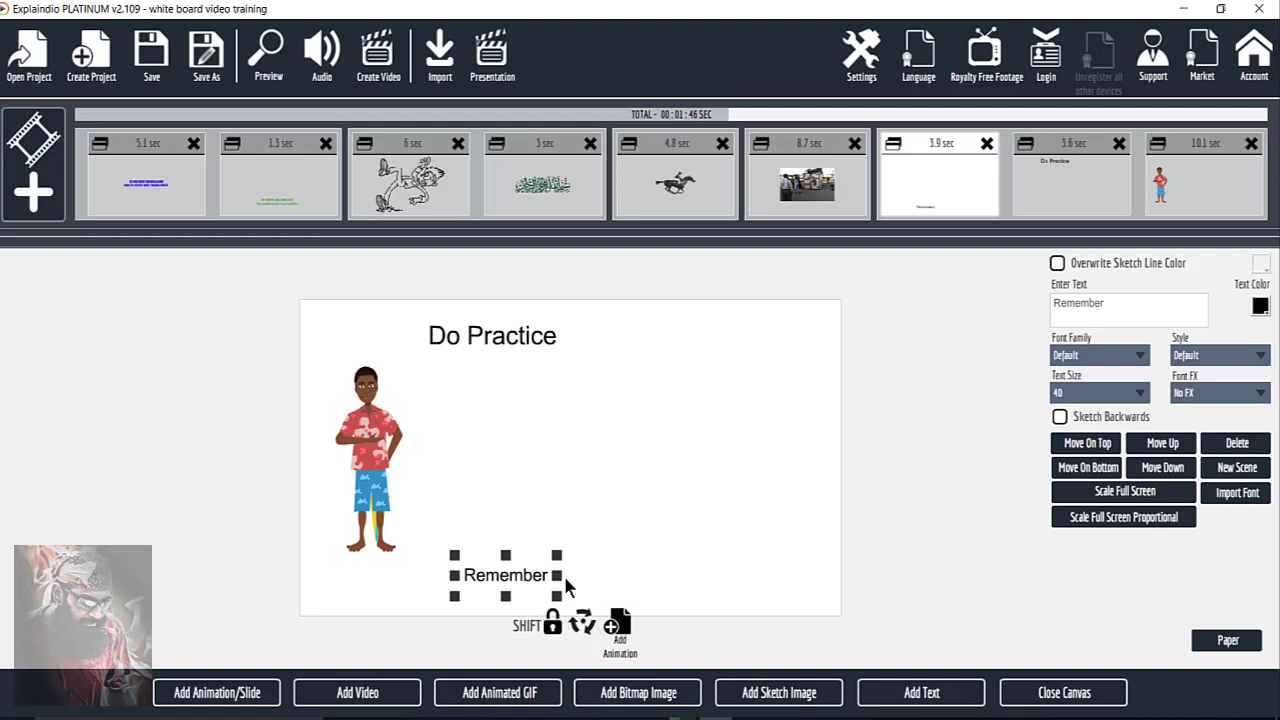 Explaindio PLATINUM v2.109 - white board video training
Open Project
Create Project
Save
Save As
Preview
Audio
Create Video
Import
Presentation
Settings
Language
Royalty Free Footage
Login
Unregister all
other devices
Support
Market
Account
TOTAL - 00:01:46 SEC
5.1 sec
1.3 sec
6 sec
3 sec
4.8 sec
8.7 sec
3.9 sec
3.6 sec
10.1 sec
Do Practice
Remember
Overwrite Sketch Line Color
Enter Text
Text Color
Remember
Font Family
Style
Default
Default
Text Size
Font FX
40
No FX
Sketch Backwards
Move On Top
Move Up
Delete
Move On Bottom
Move Down
New Scene
Scale Full Screen
Import Font
Scale Full Screen Proportional
Do Practice
Remember
SHIFT
Add
Animation
Paper
Add Animation/Slide
Add Video
Add Animated GIF
Add Bitmap Image
Add Sketch Image
Add Text
Close Canvas